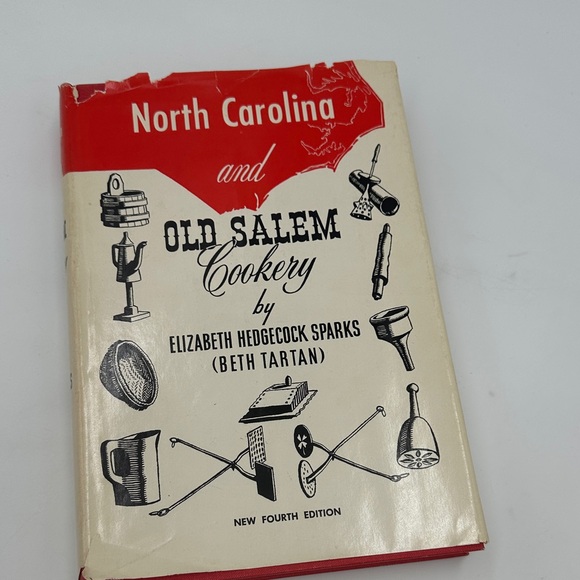 North Carolina
and
OLD SALEM
Cookery
by
ELIZABETH HEDGECOCK SPARKS
(BETH TARTAN)
NEW FOURTH EDITION